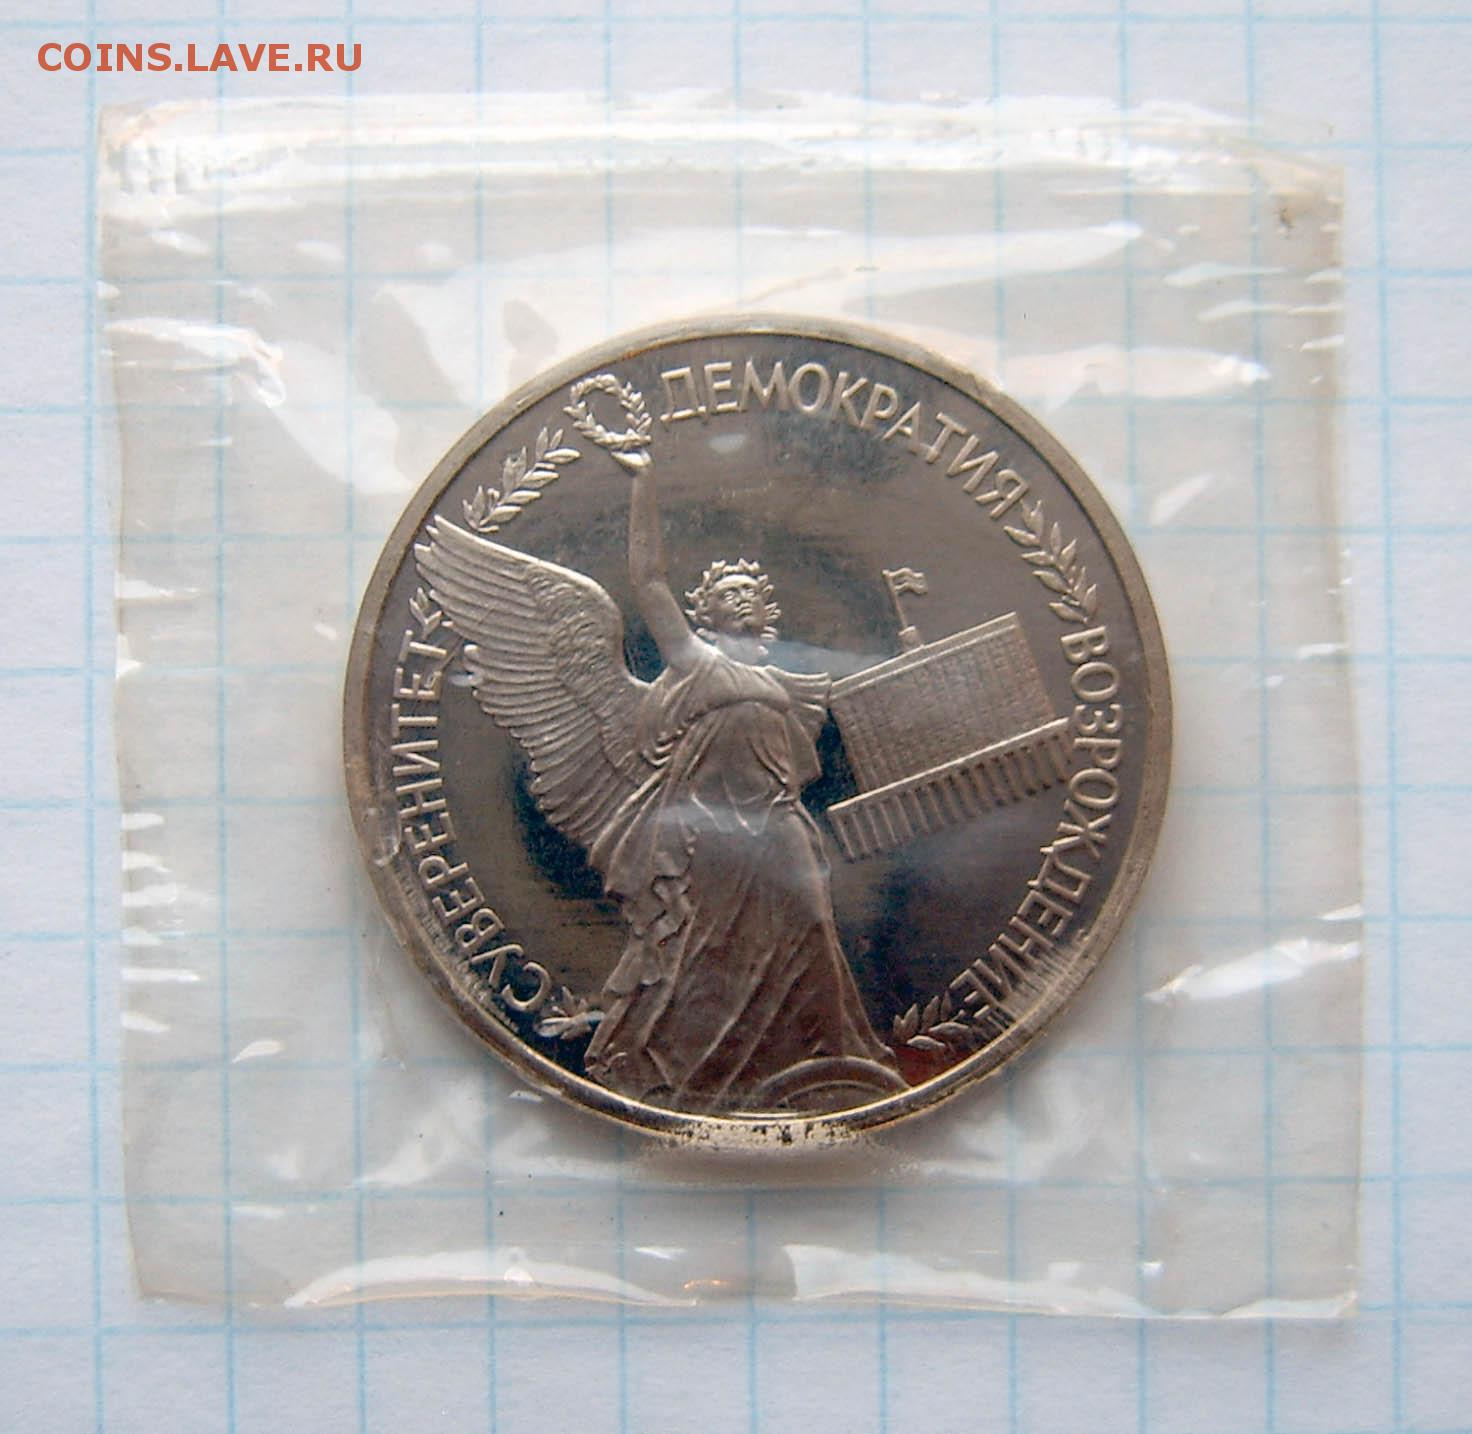 COINS.LAVE.RU
СУВЕРЕНИТЕТ
ДЕМОКРАТИЯ
ВОЗРОЖДЕНИЕ